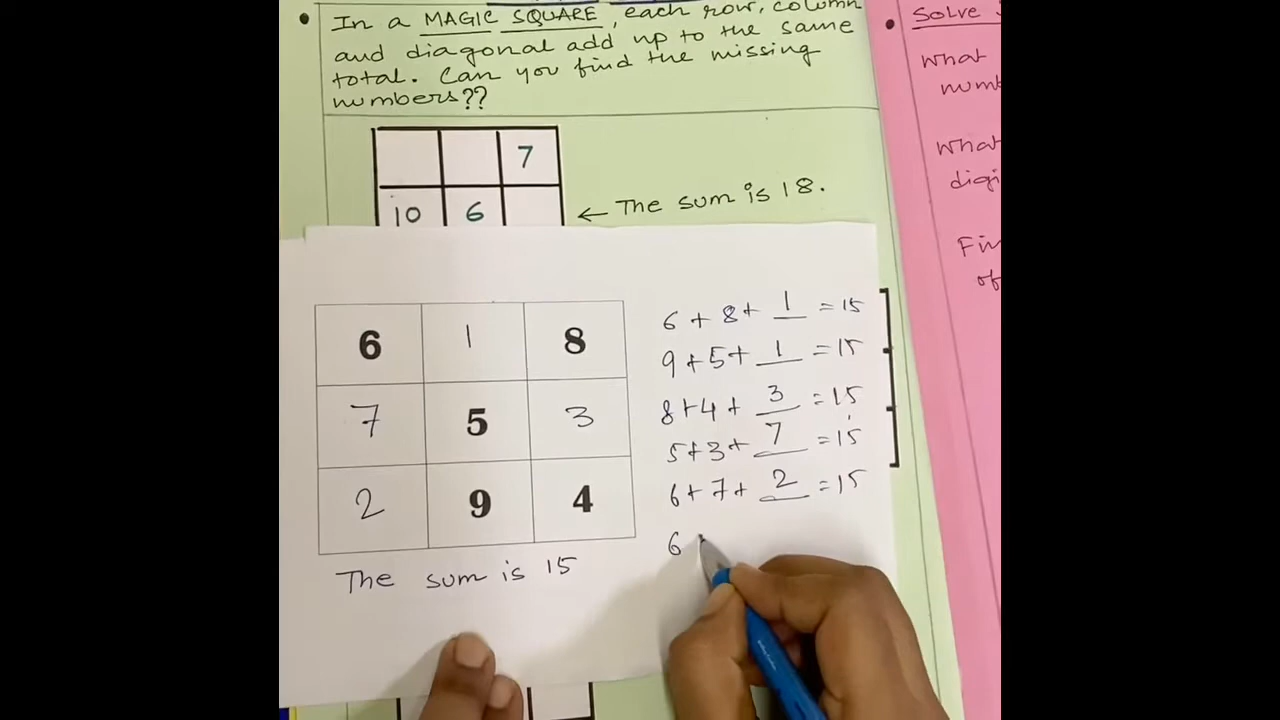 In a MAGIC SQUARE, each row, column
and diagonal add up to the same
total. Can you find the missing
numbers??
7
10 6
← The sum is 18.
6 1 8
7 5 3
2 9 4
The sum is 15
6 + 8 + 1 = 15
9 + 5 + 1 = 15
8 + 4 + 3 = 15
5 + 3 + 7 = 15
6 + 7 + 2 = 15
6
Solve
What
numb
What
digi
Fin
of